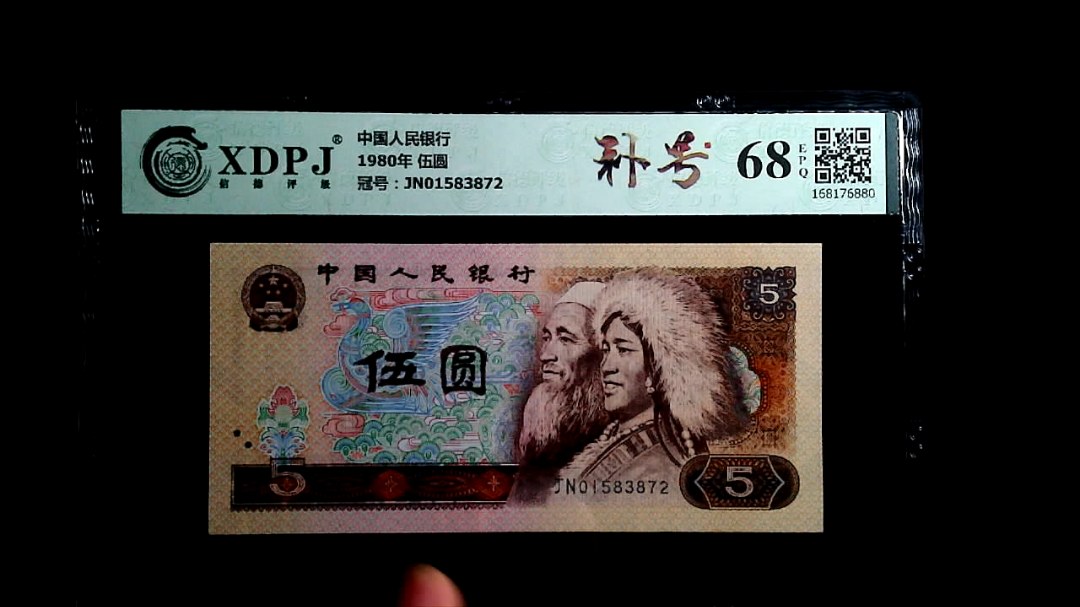 XDPJ®
信德评级
中国人民银行
1980年 伍圆
冠号：JN01583872
补号
68
EPQ
168176880
中国人民银行
5
伍圆
5
JN01583872
5